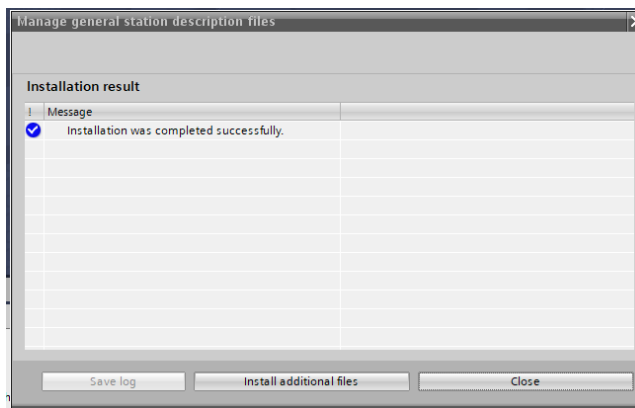 Manage general station description files
Installation result
! Message
Installation was completed successfully.
Save log Install additional files Close